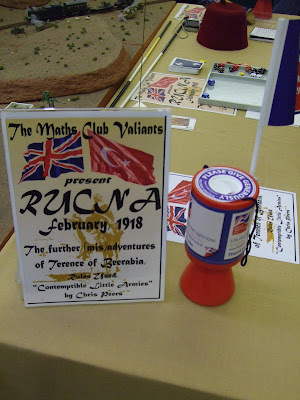 The Maths Club Valiants
present
RUCNA
February 1918
The further (mis)adventures
of Terence of Beerabia
Rules Used
"Contemptible Little Armies"
by Chris Peers
PLEASE GIVE GENEROUSLY